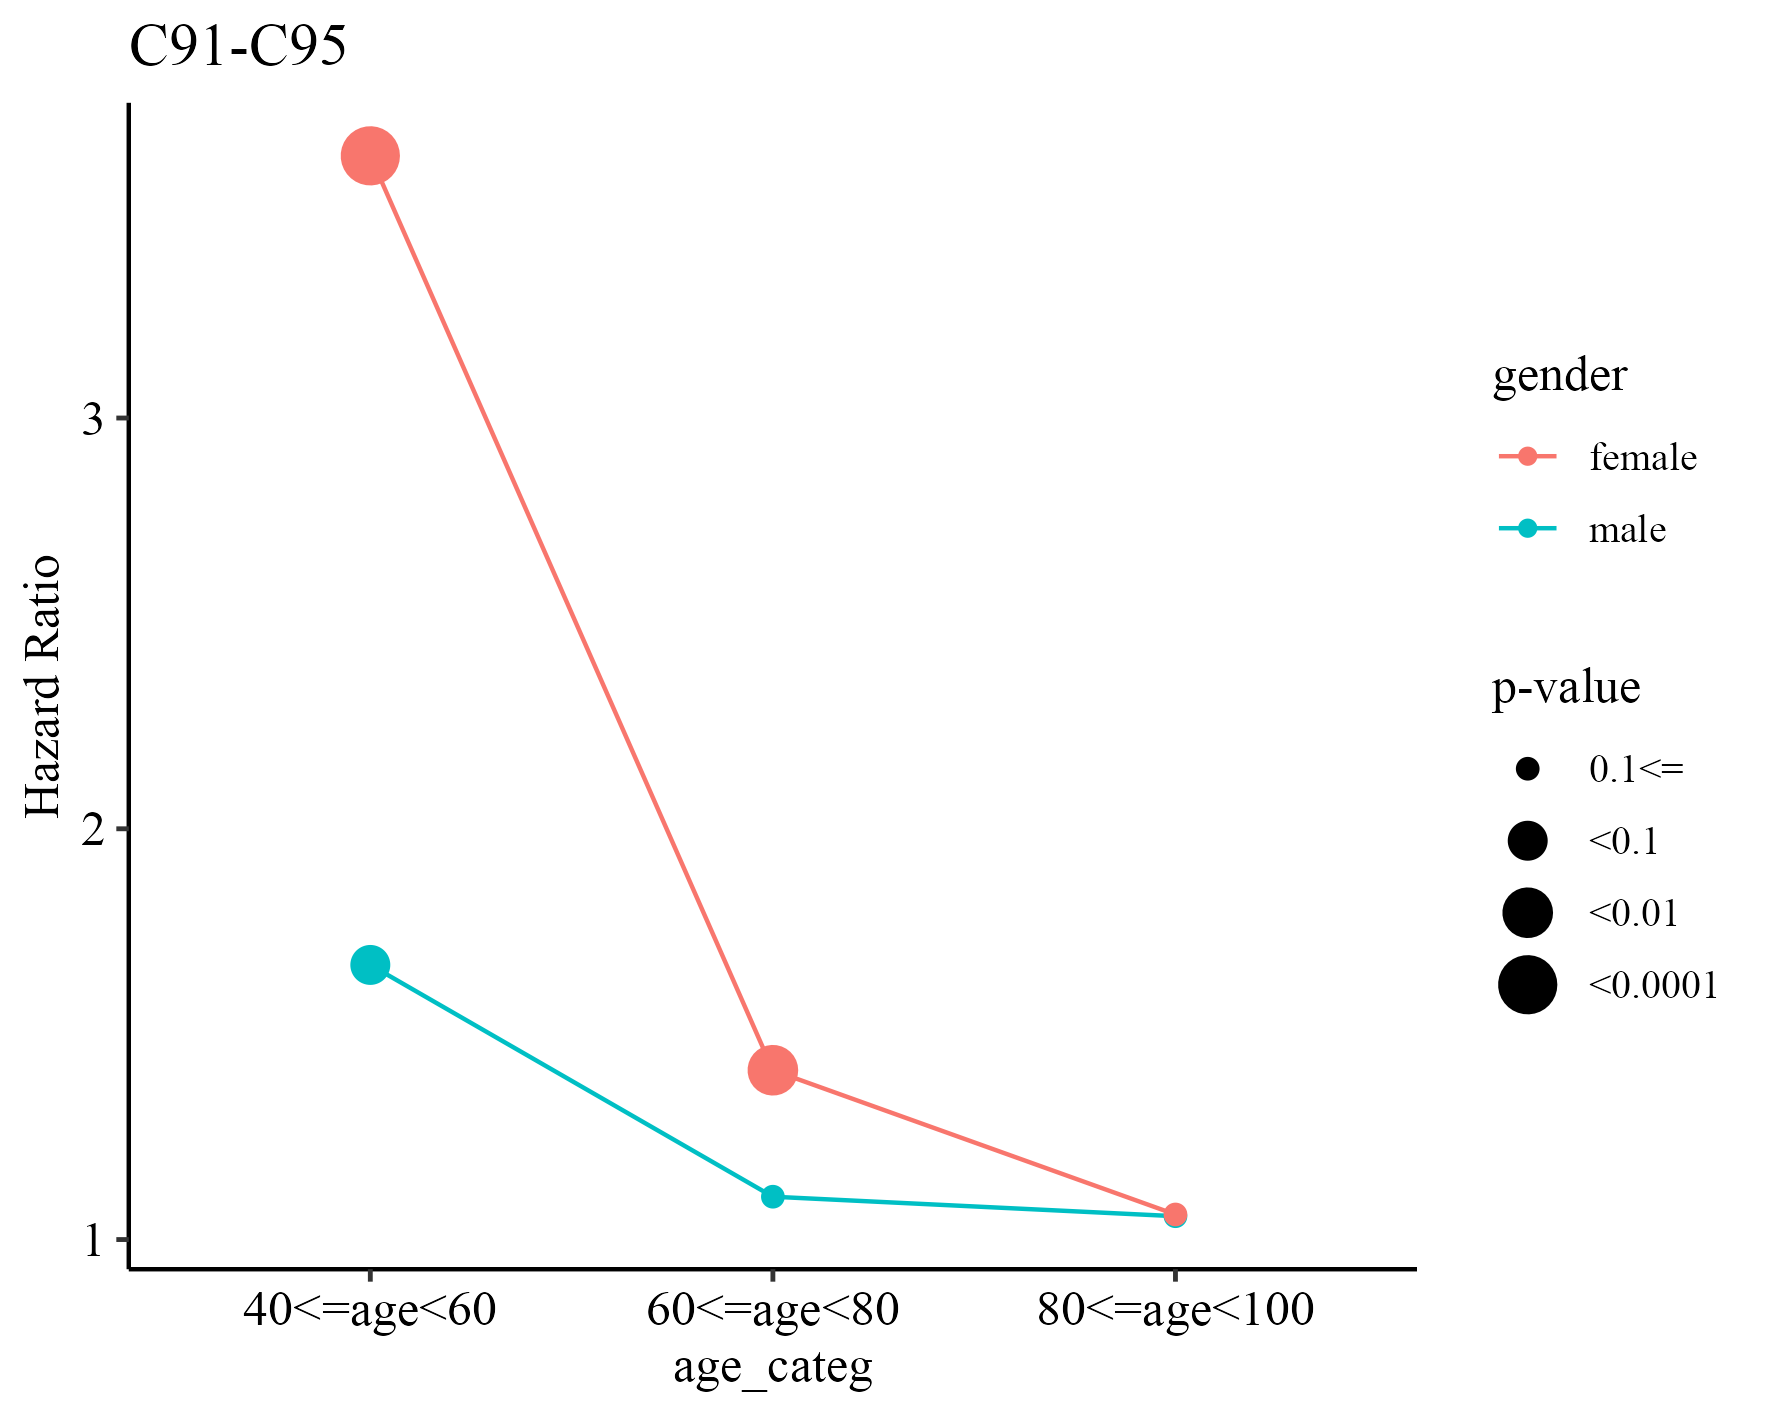 C91-C95
Hazard Ratio
3
2
1
40<=age<60
60<=age<80
80<=age<100
age_categ
gender
female
male
p-value
0.1<=
<0.1
<0.01
<0.0001